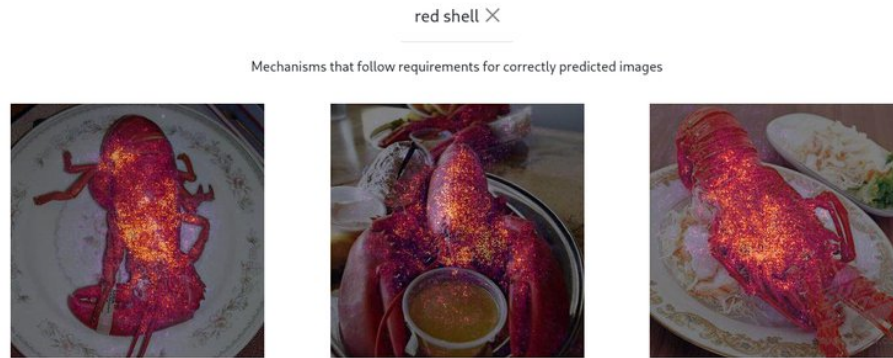 red shell ×
Mechanisms that follow requirements for correctly predicted images